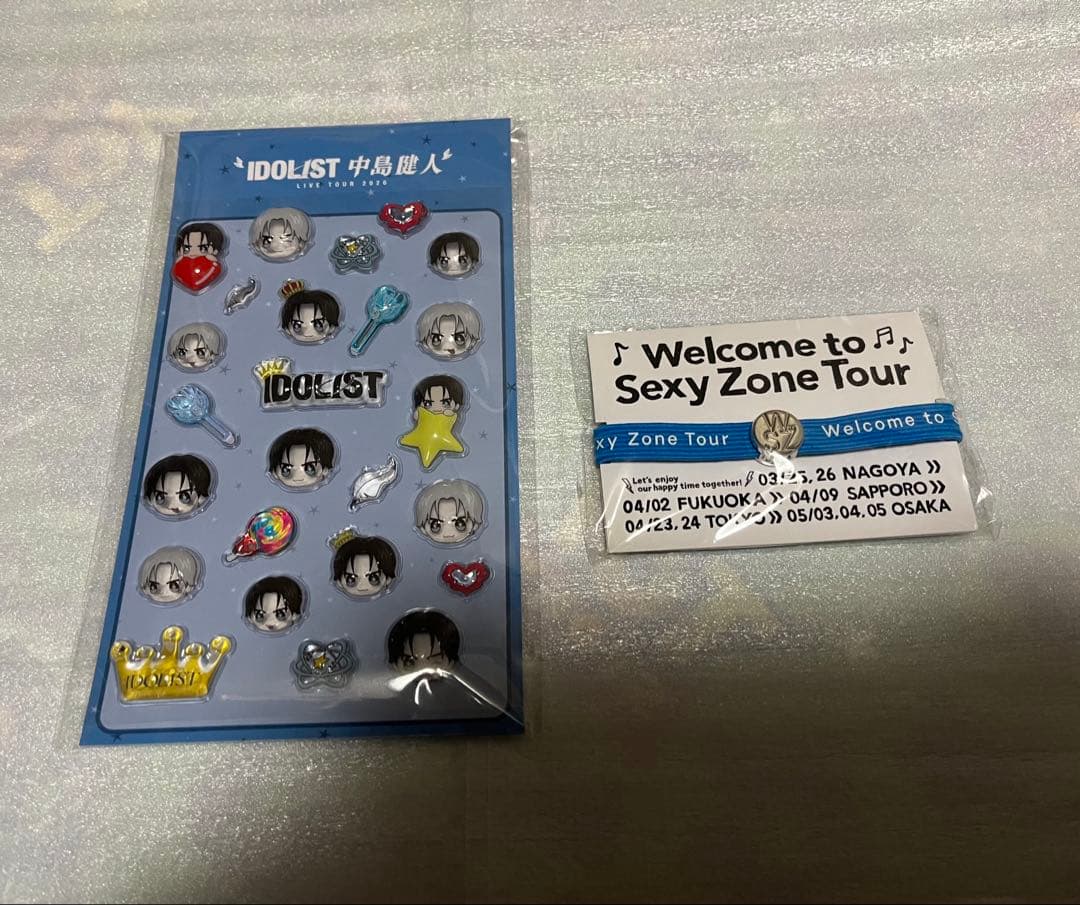 IDOLIST 中島健人
LIVE TOUR 2026
IDOLIST
IDOLIST
♪ Welcome to ♬♪
Sexy Zone Tour
xy Zone Tour
W
SZ
Welcome to S
Let's enjoy
our happy time together!
03/25, 26 NAGOYA 》
04/02 FUKUOKA 》 04/09 SAPPORO 》
04/23, 24 TOKYO 》 05/03, 04, 05 OSAKA